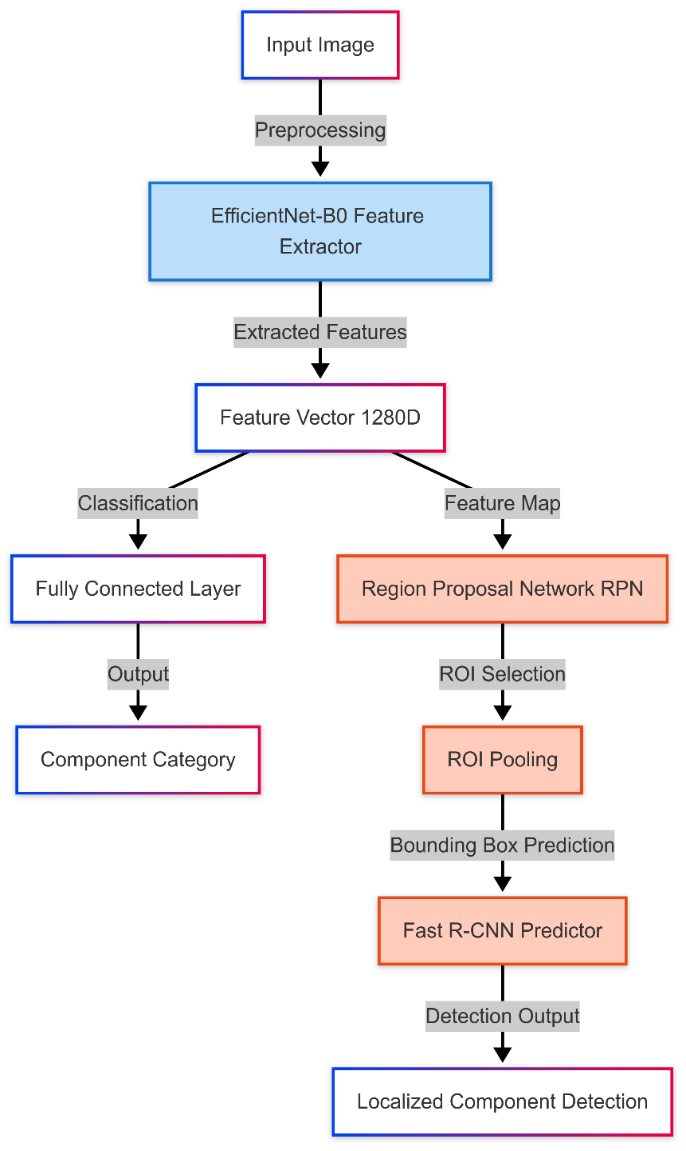 Input Image
Preprocessing
EfficientNet-B0 Feature
Extractor
Extracted Features
Feature Vector 1280D
Classification
Feature Map
Fully Connected Layer
Region Proposal Network RPN
Output
ROI Selection
Component Category
ROI Pooling
Bounding Box Prediction
Fast R-CNN Predictor
Detection Output
Localized Component Detection